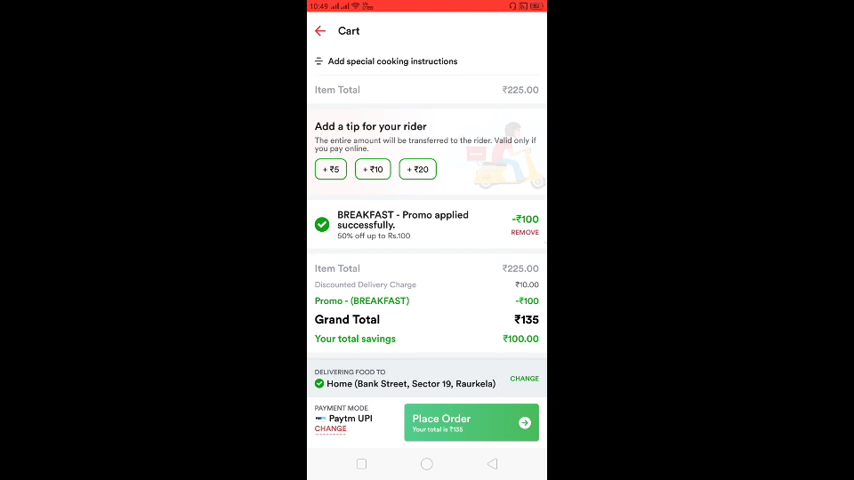 10:49
Cart
Add special cooking instructions
Item Total ₹225.00
Add a tip for your rider
The entire amount will be transferred to the rider. Valid only if
you pay online.
+ ₹5 + ₹10 + ₹20
BREAKFAST - Promo applied
successfully.
-₹100
50% off up to Rs.100
REMOVE
Item Total ₹225.00
Discounted Delivery Charge ₹10.00
Promo - (BREAKFAST) -₹100
Grand Total ₹135
Your total savings ₹100.00
DELIVERING FOOD TO
Home (Bank Street, Sector 19, Raurkela)
CHANGE
PAYMENT MODE
Paytm UPI
CHANGE
Place Order
Your total is ₹135